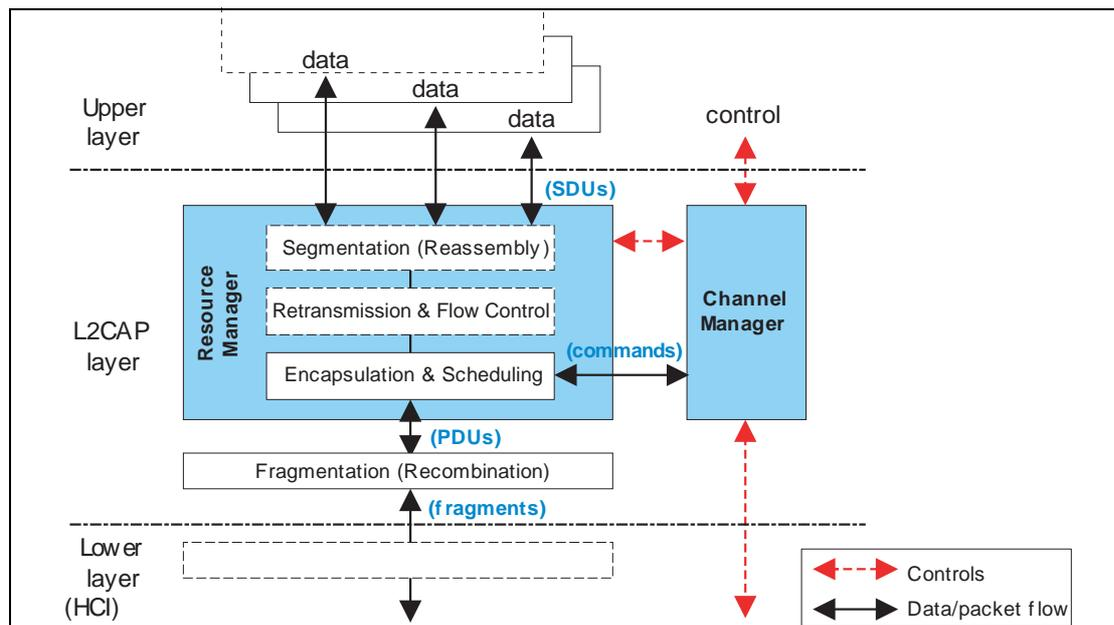 data
data
data
Upper
layer
control
(SDUs)
Segmentation (Reassembly)
Resource
Manager
Retransmission & Flow Control
Channel
Manager
L2CAP
layer
(commands)
Encapsulation & Scheduling
(PDUs)
Fragmentation (Recombination)
(fragments)
Lower
layer
(HCI)
Controls
Data/packet flow